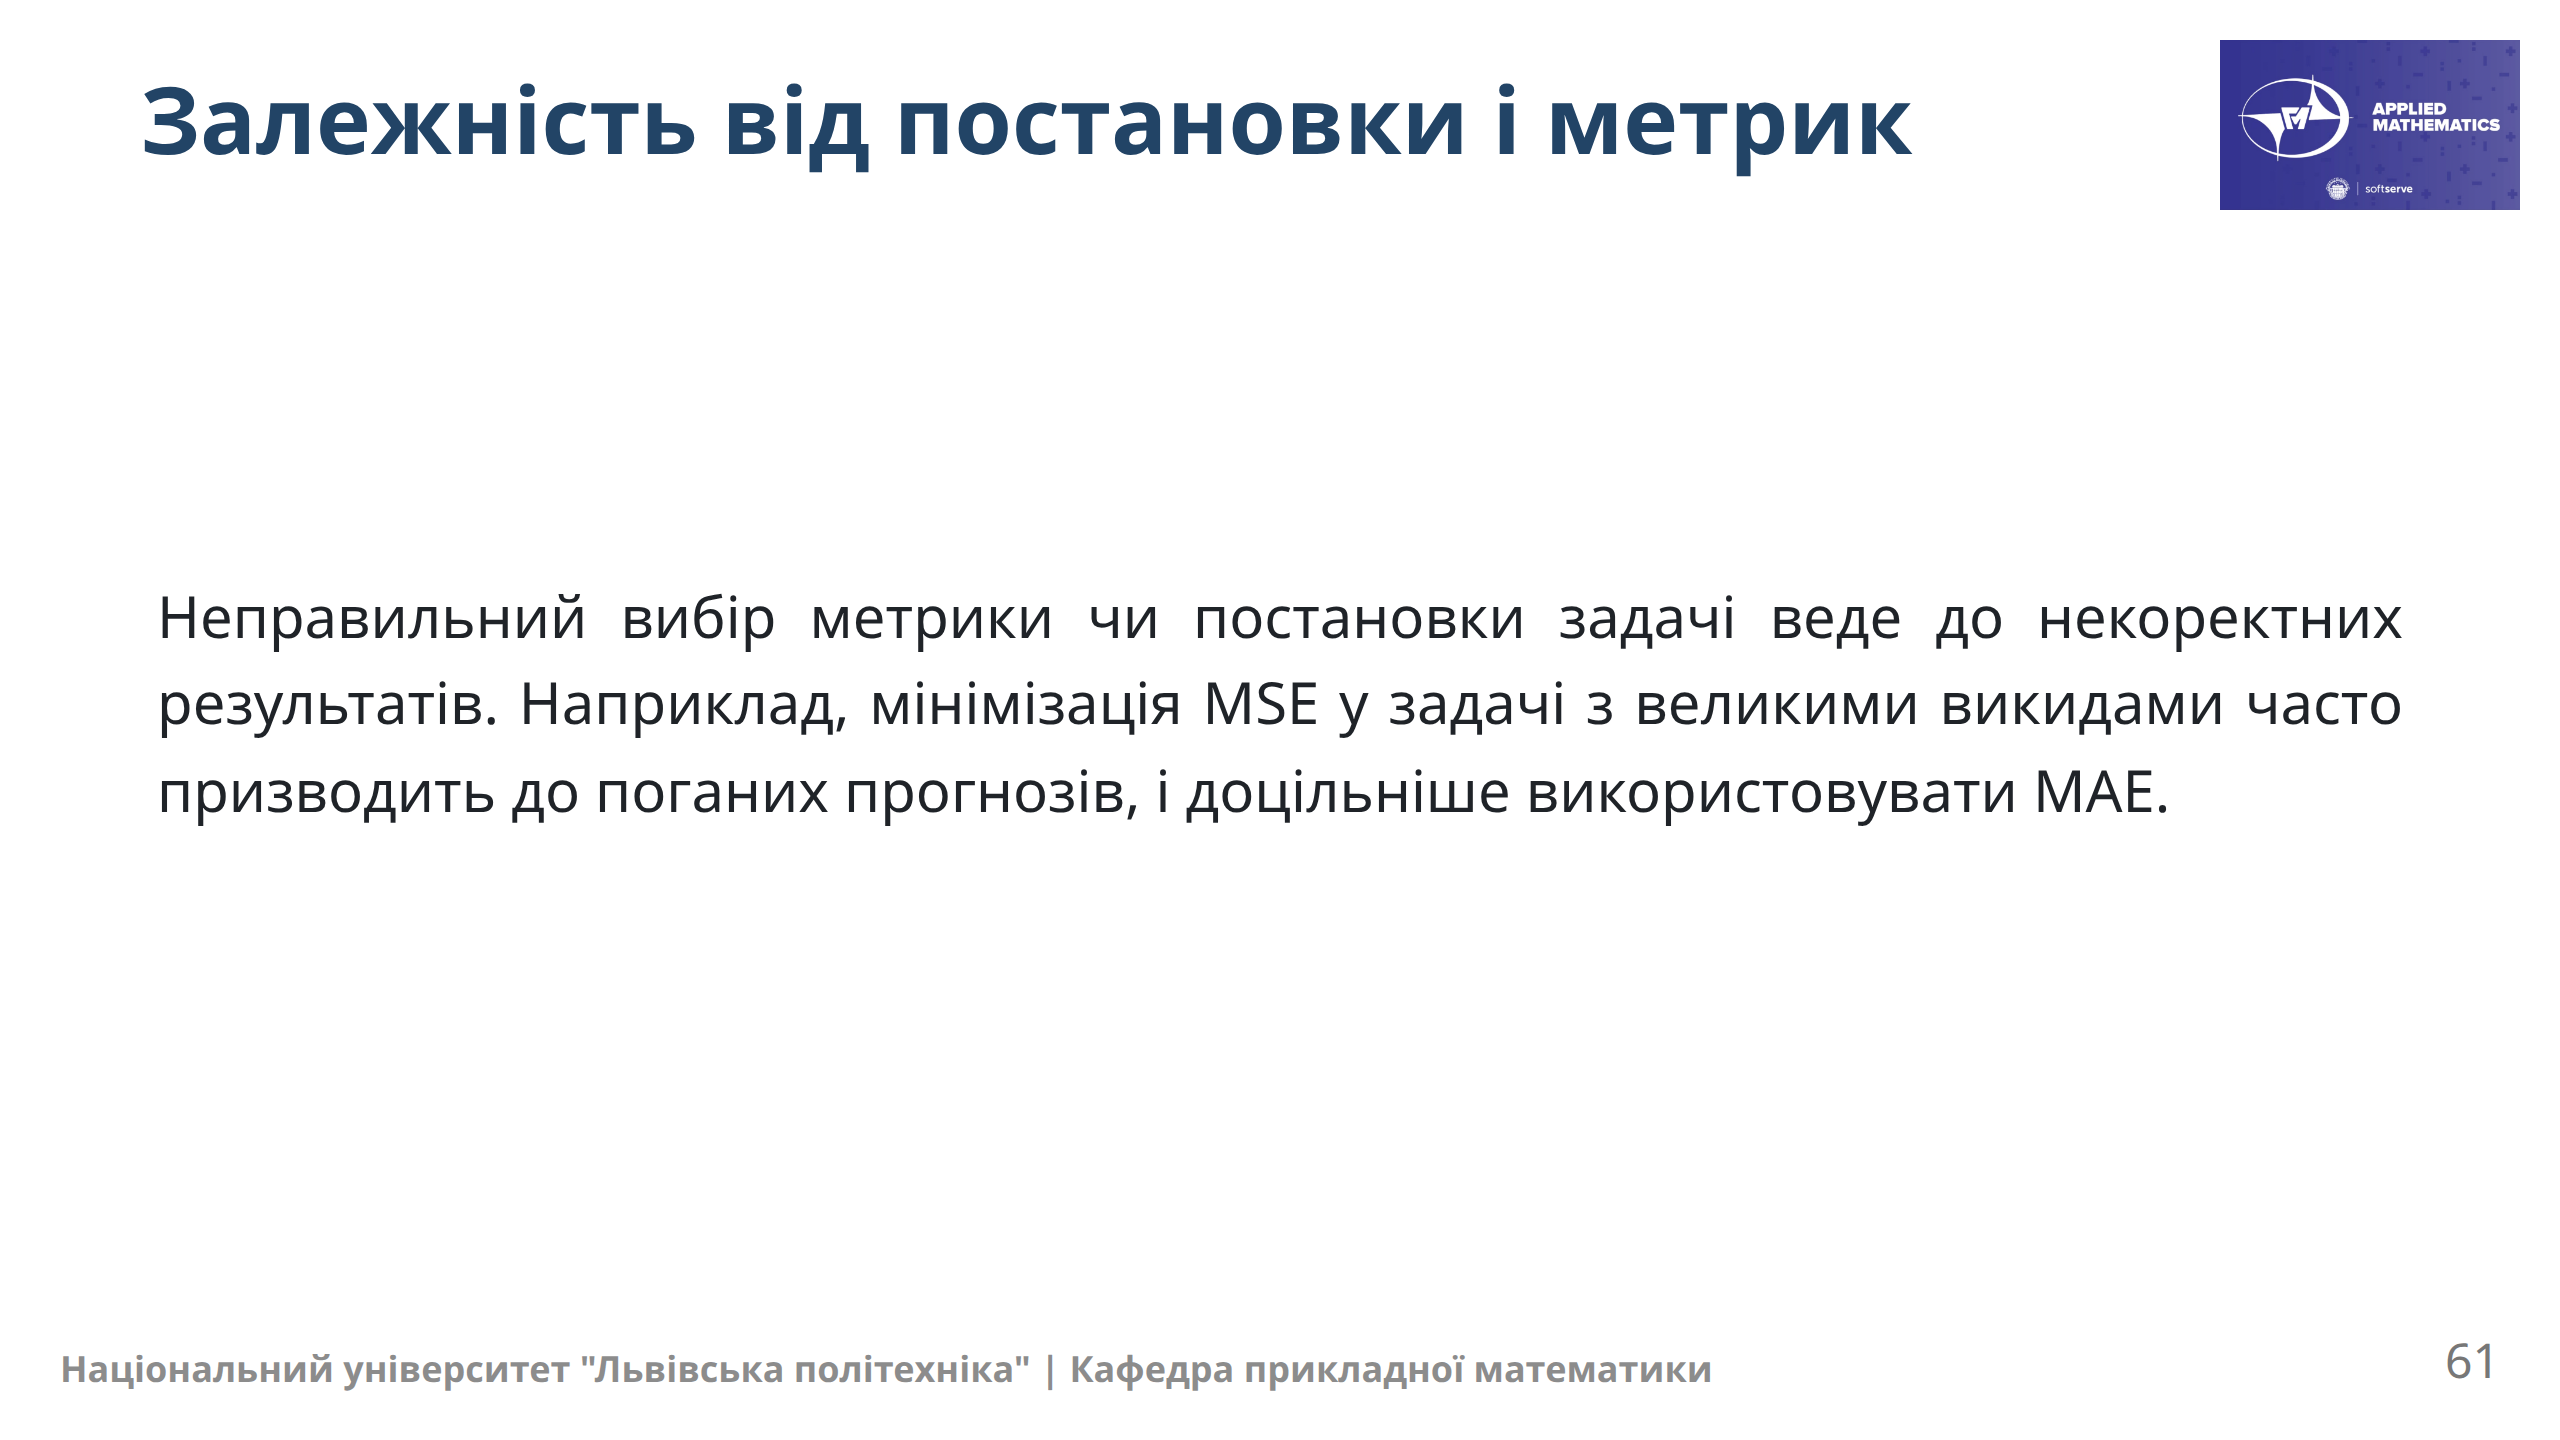 Залежність від постановки і метрик
APPLIED
MATHEMATICS
softserve
Неправильний вибір метрики чи постановки задачі веде до некоректних
результатів. Наприклад, мінімізація MSE у задачі з великими викидами часто
призводить до поганих прогнозів, і доцільніше використовувати MAE.
Національний університет "Львівська політехніка" | Кафедра прикладної математики
61